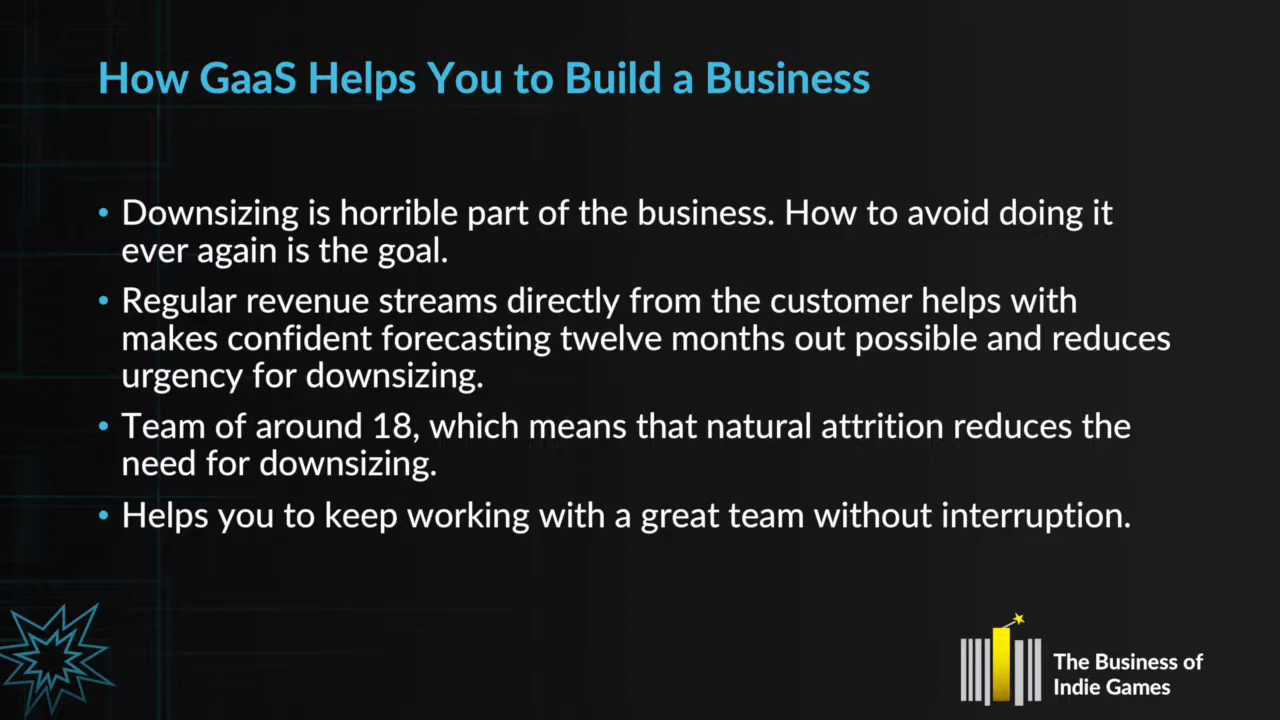 How GaaS Helps You to Build a Business
• Downsizing is horrible part of the business. How to avoid doing it
ever again is the goal.
• Regular revenue streams directly from the customer helps with
makes confident forecasting twelve months out possible and reduces
urgency for downsizing.
• Team of around 18, which means that natural attrition reduces the
need for downsizing.
• Helps you to keep working with a great team without interruption.
The Business of
Indie Games